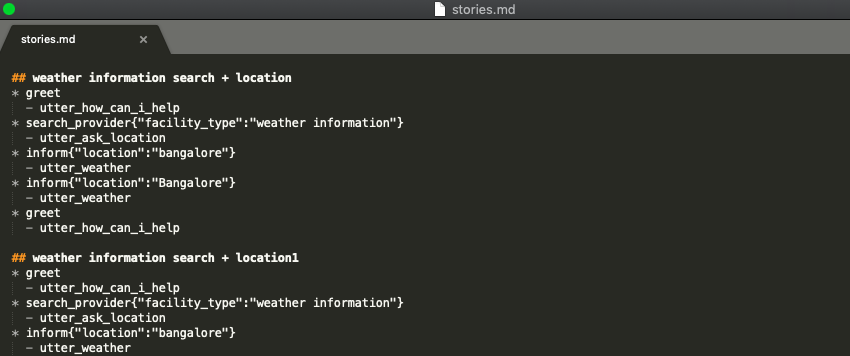 stories.md
stories.md ×
## weather information search + location
* greet
- utter_how_can_i_help
* search_provider{"facility_type":"weather information"}
- utter_ask_location
* inform{"location":"bangalore"}
- utter_weather
* inform{"location":"Bangalore"}
- utter_weather
* greet
- utter_how_can_i_help
## weather information search + location1
* greet
- utter_how_can_i_help
* search_provider{"facility_type":"weather information"}
- utter_ask_location
* inform{"location":"bangalore"}
- utter_weather